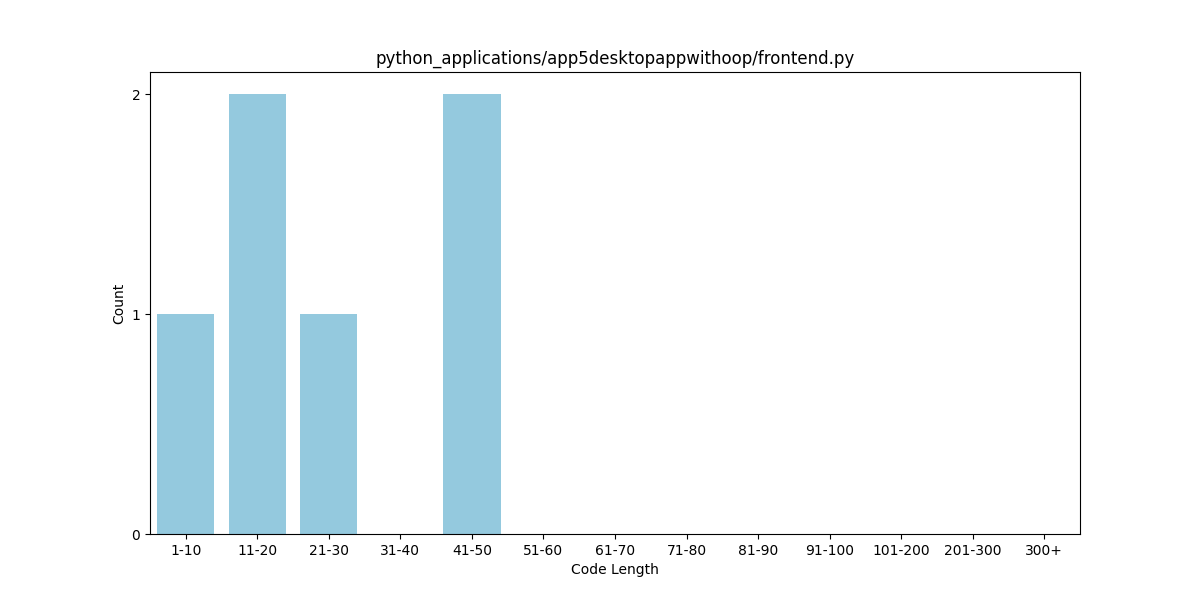 python_applications/app5desktopappwithoop/frontend.py
Count
2
1
0
1-10 11-20 21-30 31-40 41-50 51-60 61-70 71-80 81-90 91-100 101-200 201-300 300+
Code Length